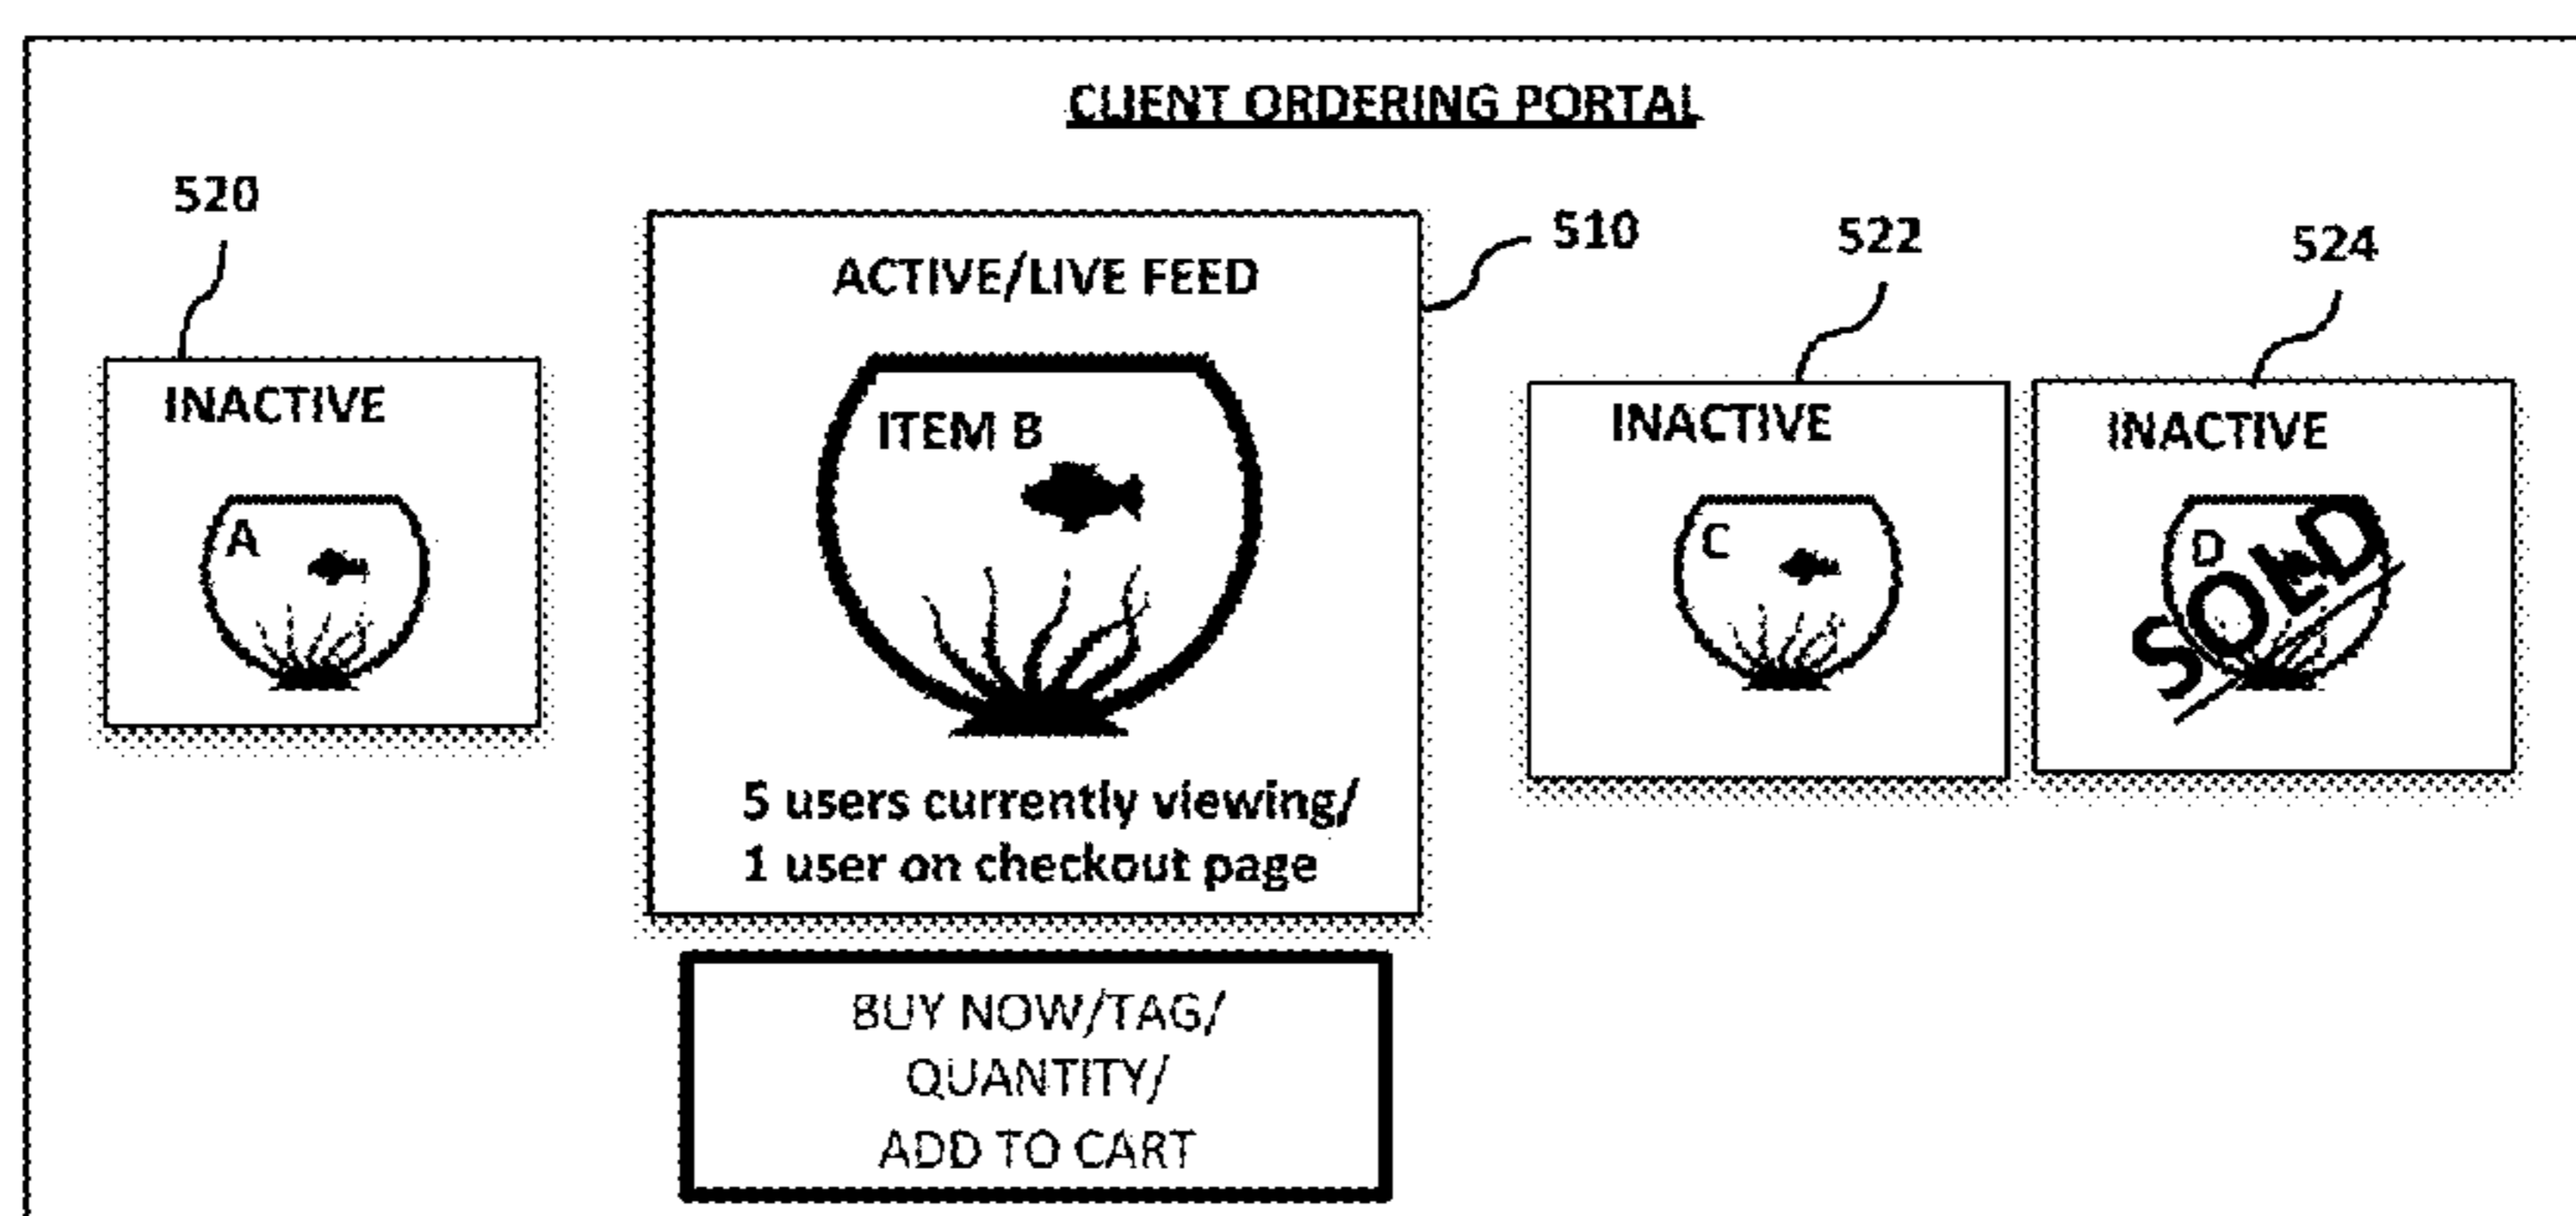 CLIENT ORDERING PORTAL
520
510
522
524
INACTIVE
A
ACTIVE/LIVE FEED
ITEM B
5 users currently viewing/
1 user on checkout page
INACTIVE
C
INACTIVE
D
SOLD
BUY NOW/TAG/
QUANTITY/
ADD TO CART